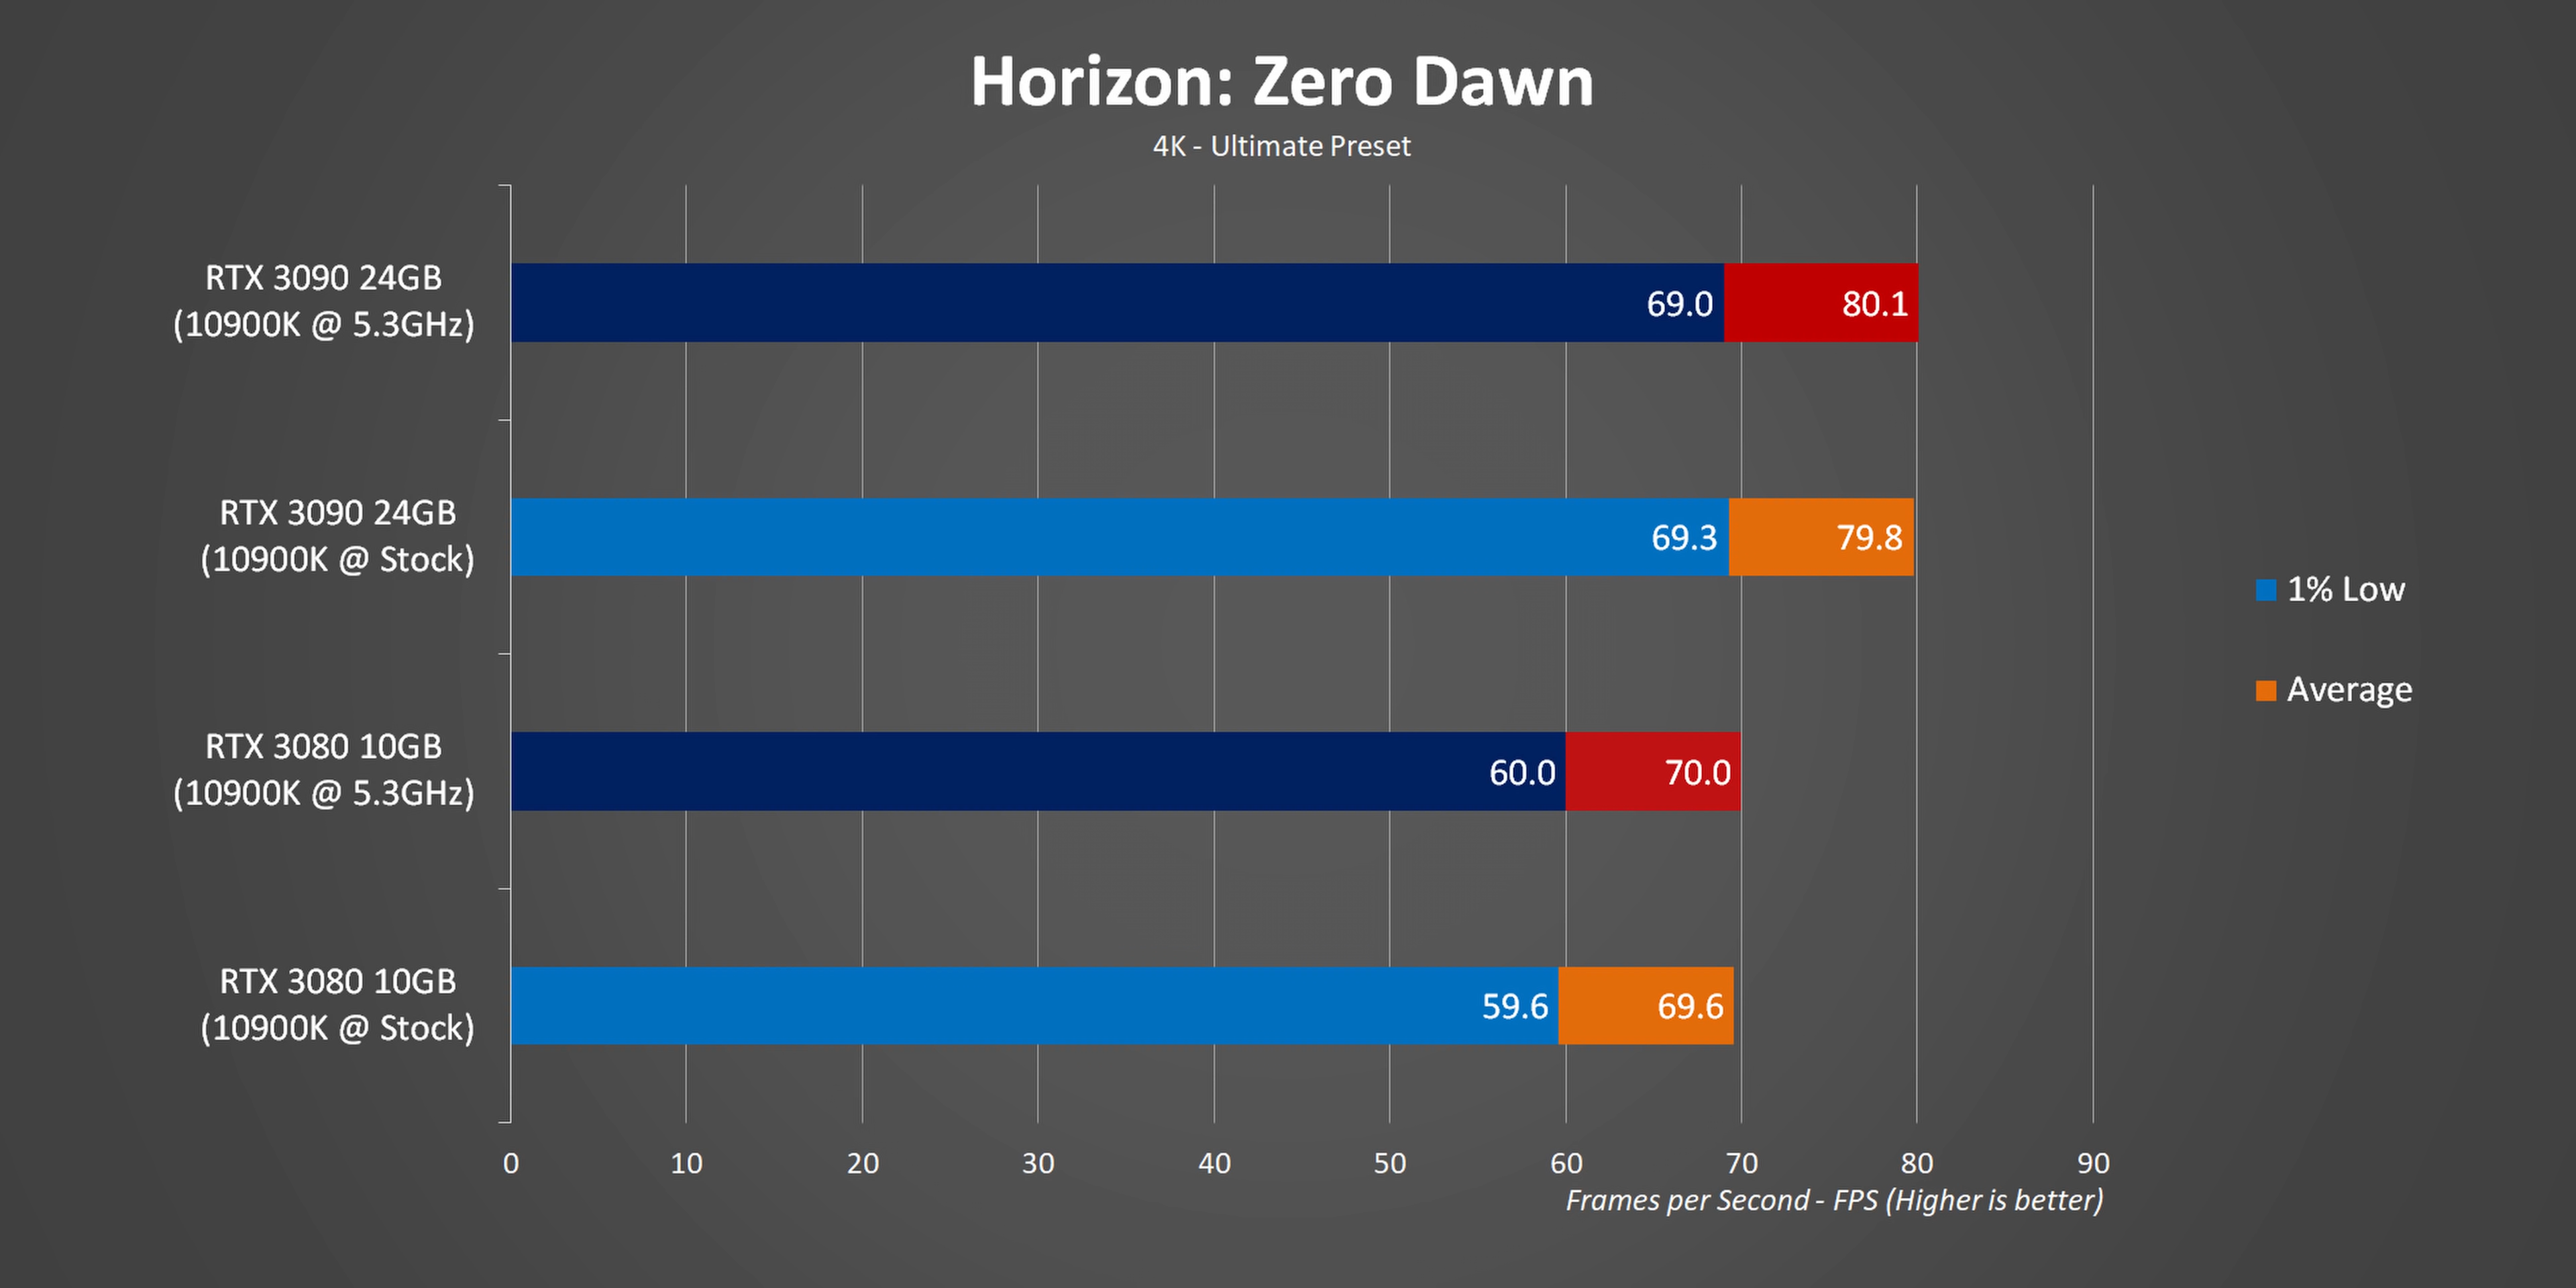 Horizon: Zero Dawn
4K - Ultimate Preset
RTX 3090 24GB
(10900K @ 5.3GHz)
69.0
80.1
RTX 3090 24GB
(10900K @ Stock)
69.3
79.8
RTX 3080 10GB
(10900K @ 5.3GHz)
60.0
70.0
RTX 3080 10GB
(10900K @ Stock)
59.6
69.6
1% Low
Average
0 10 20 30 40 50 60 70 80 90
Frames per Second - FPS (Higher is better)